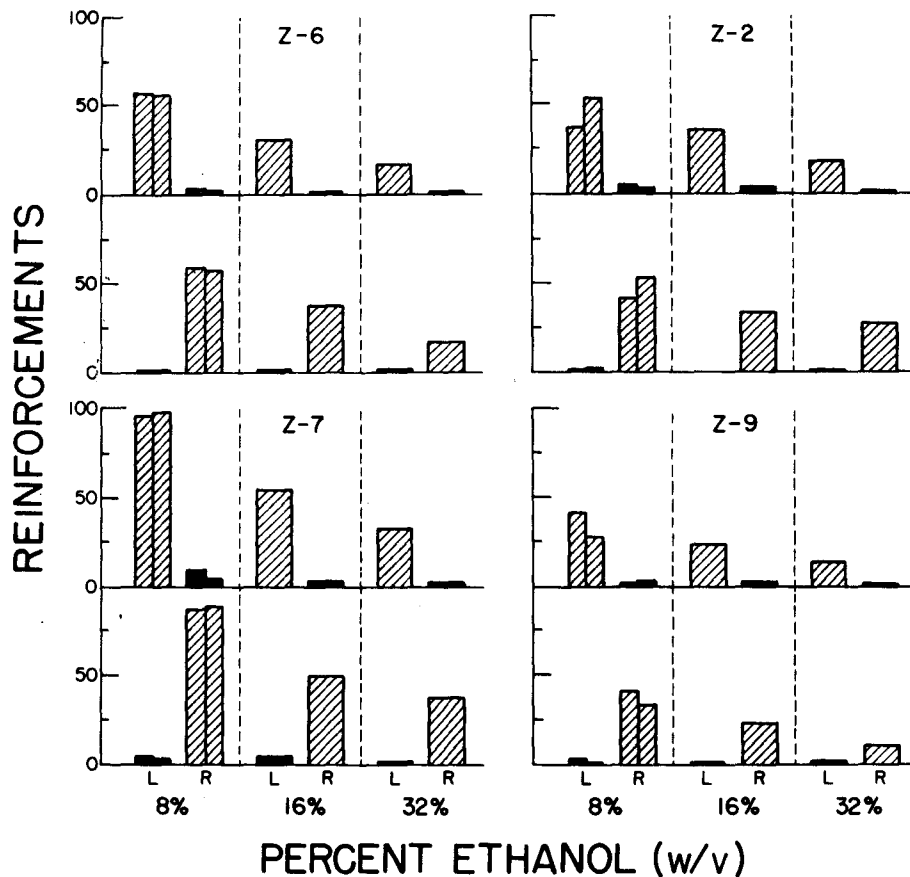 REINFORCEMENTS
Z-6
100
50
0
50
0
Z-2
Z-7
100
50
0
50
0
Z-9
L R L R L R
8% 16% 32%
L R L R L R
8% 16% 32%
PERCENT ETHANOL (w/v)